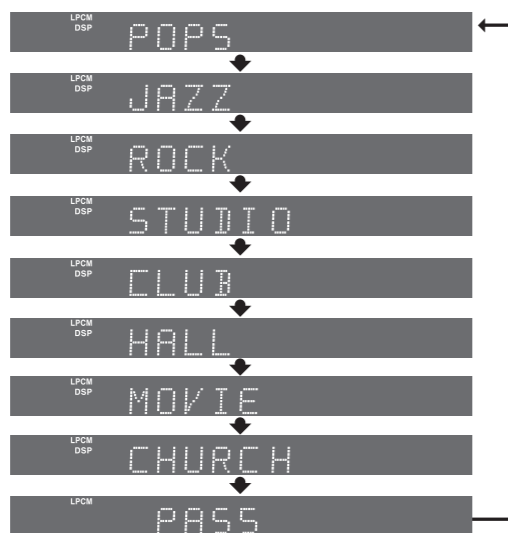 LPCM
DSP
POPS
LPCM
DSP
JAZZ
LPCM
DSP
ROCK
LPCM
DSP
STUDIO
LPCM
DSP
CLUB
LPCM
DSP
HALL
LPCM
DSP
MOVIE
LPCM
DSP
CHURCH
LPCM
PASS